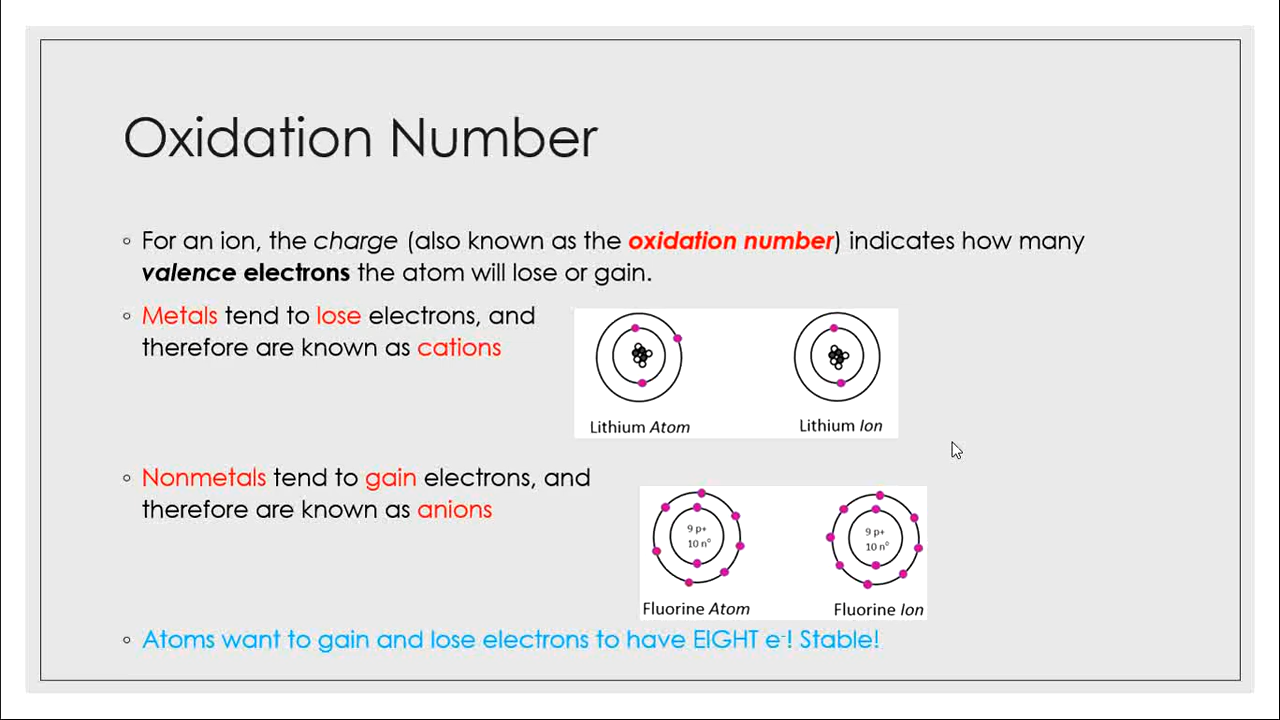 Oxidation Number
◦ For an ion, the charge (also known as the oxidation number) indicates how many
valence electrons the atom will lose or gain.
◦ Metals tend to lose electrons, and
therefore are known as cations
Lithium Atom
Lithium Ion
◦ Nonmetals tend to gain electrons, and
therefore are known as anions
9 p+
10 n⁰
9 p+
10 n⁰
Fluorine Atom
Fluorine Ion
◦ Atoms want to gain and lose electrons to have EIGHT e⁻! Stable!